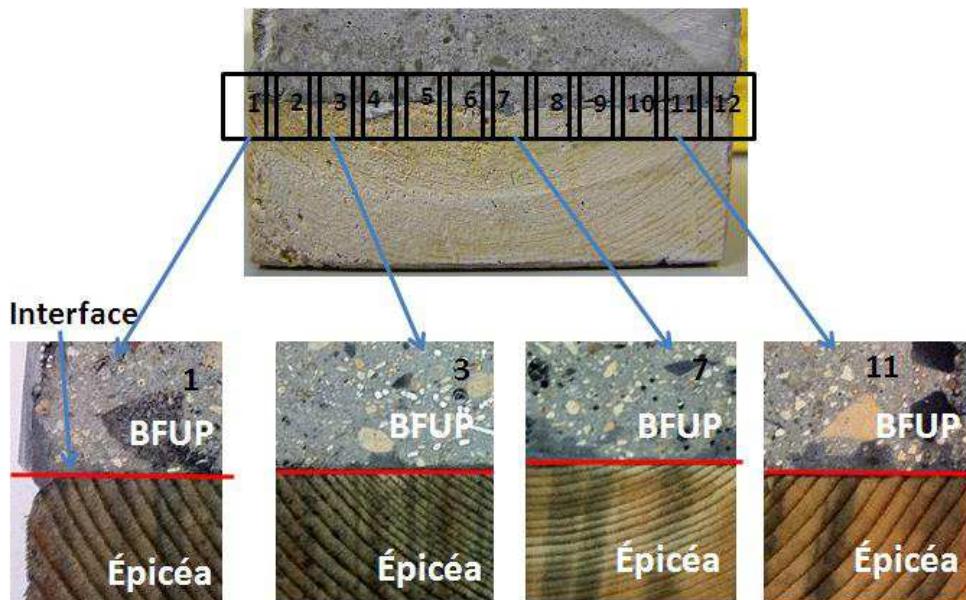 1 2 3 4 5 6 7 8 9 10 11 12
Interface
1 3 7 11
BFUP BFUP BFUP BFUP
Épicéa Épicéa Épicéa Épicéa